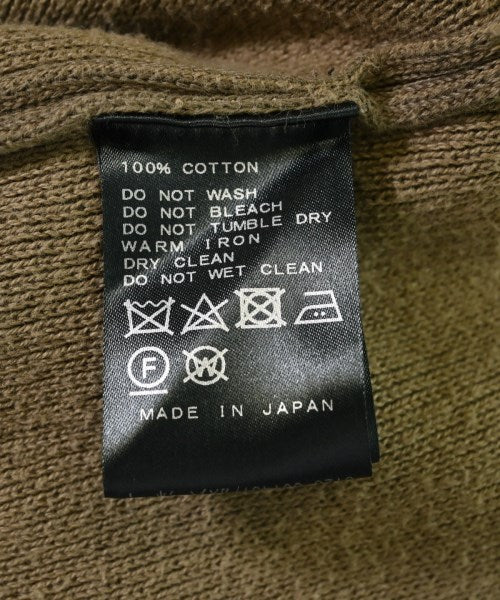 100% COTTON
DO NOT WASH
DO NOT BLEACH
DO NOT TUMBLE DRY
WARM IRON
DRY CLEAN
DO NOT WET CLEAN
F W
MADE IN JAPAN